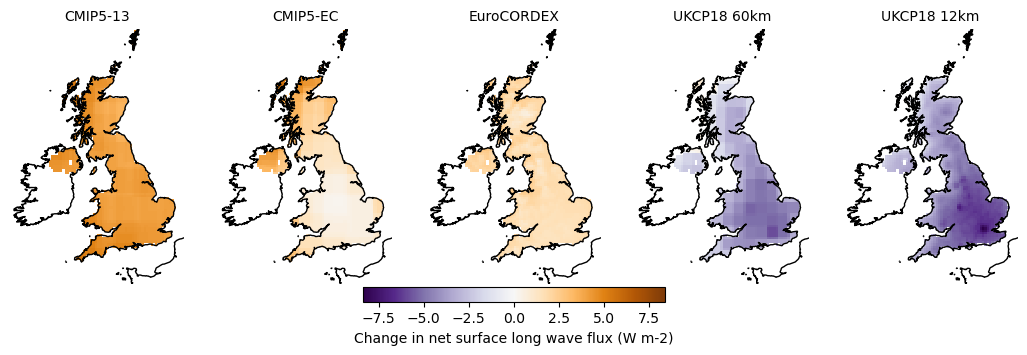 CMIP5-13 CMIP5-EC EuroCORDEX UKCP18 60km UKCP18 12km
−7.5 −5.0 −2.5 0.0 2.5 5.0 7.5
Change in net surface long wave flux (W m-2)